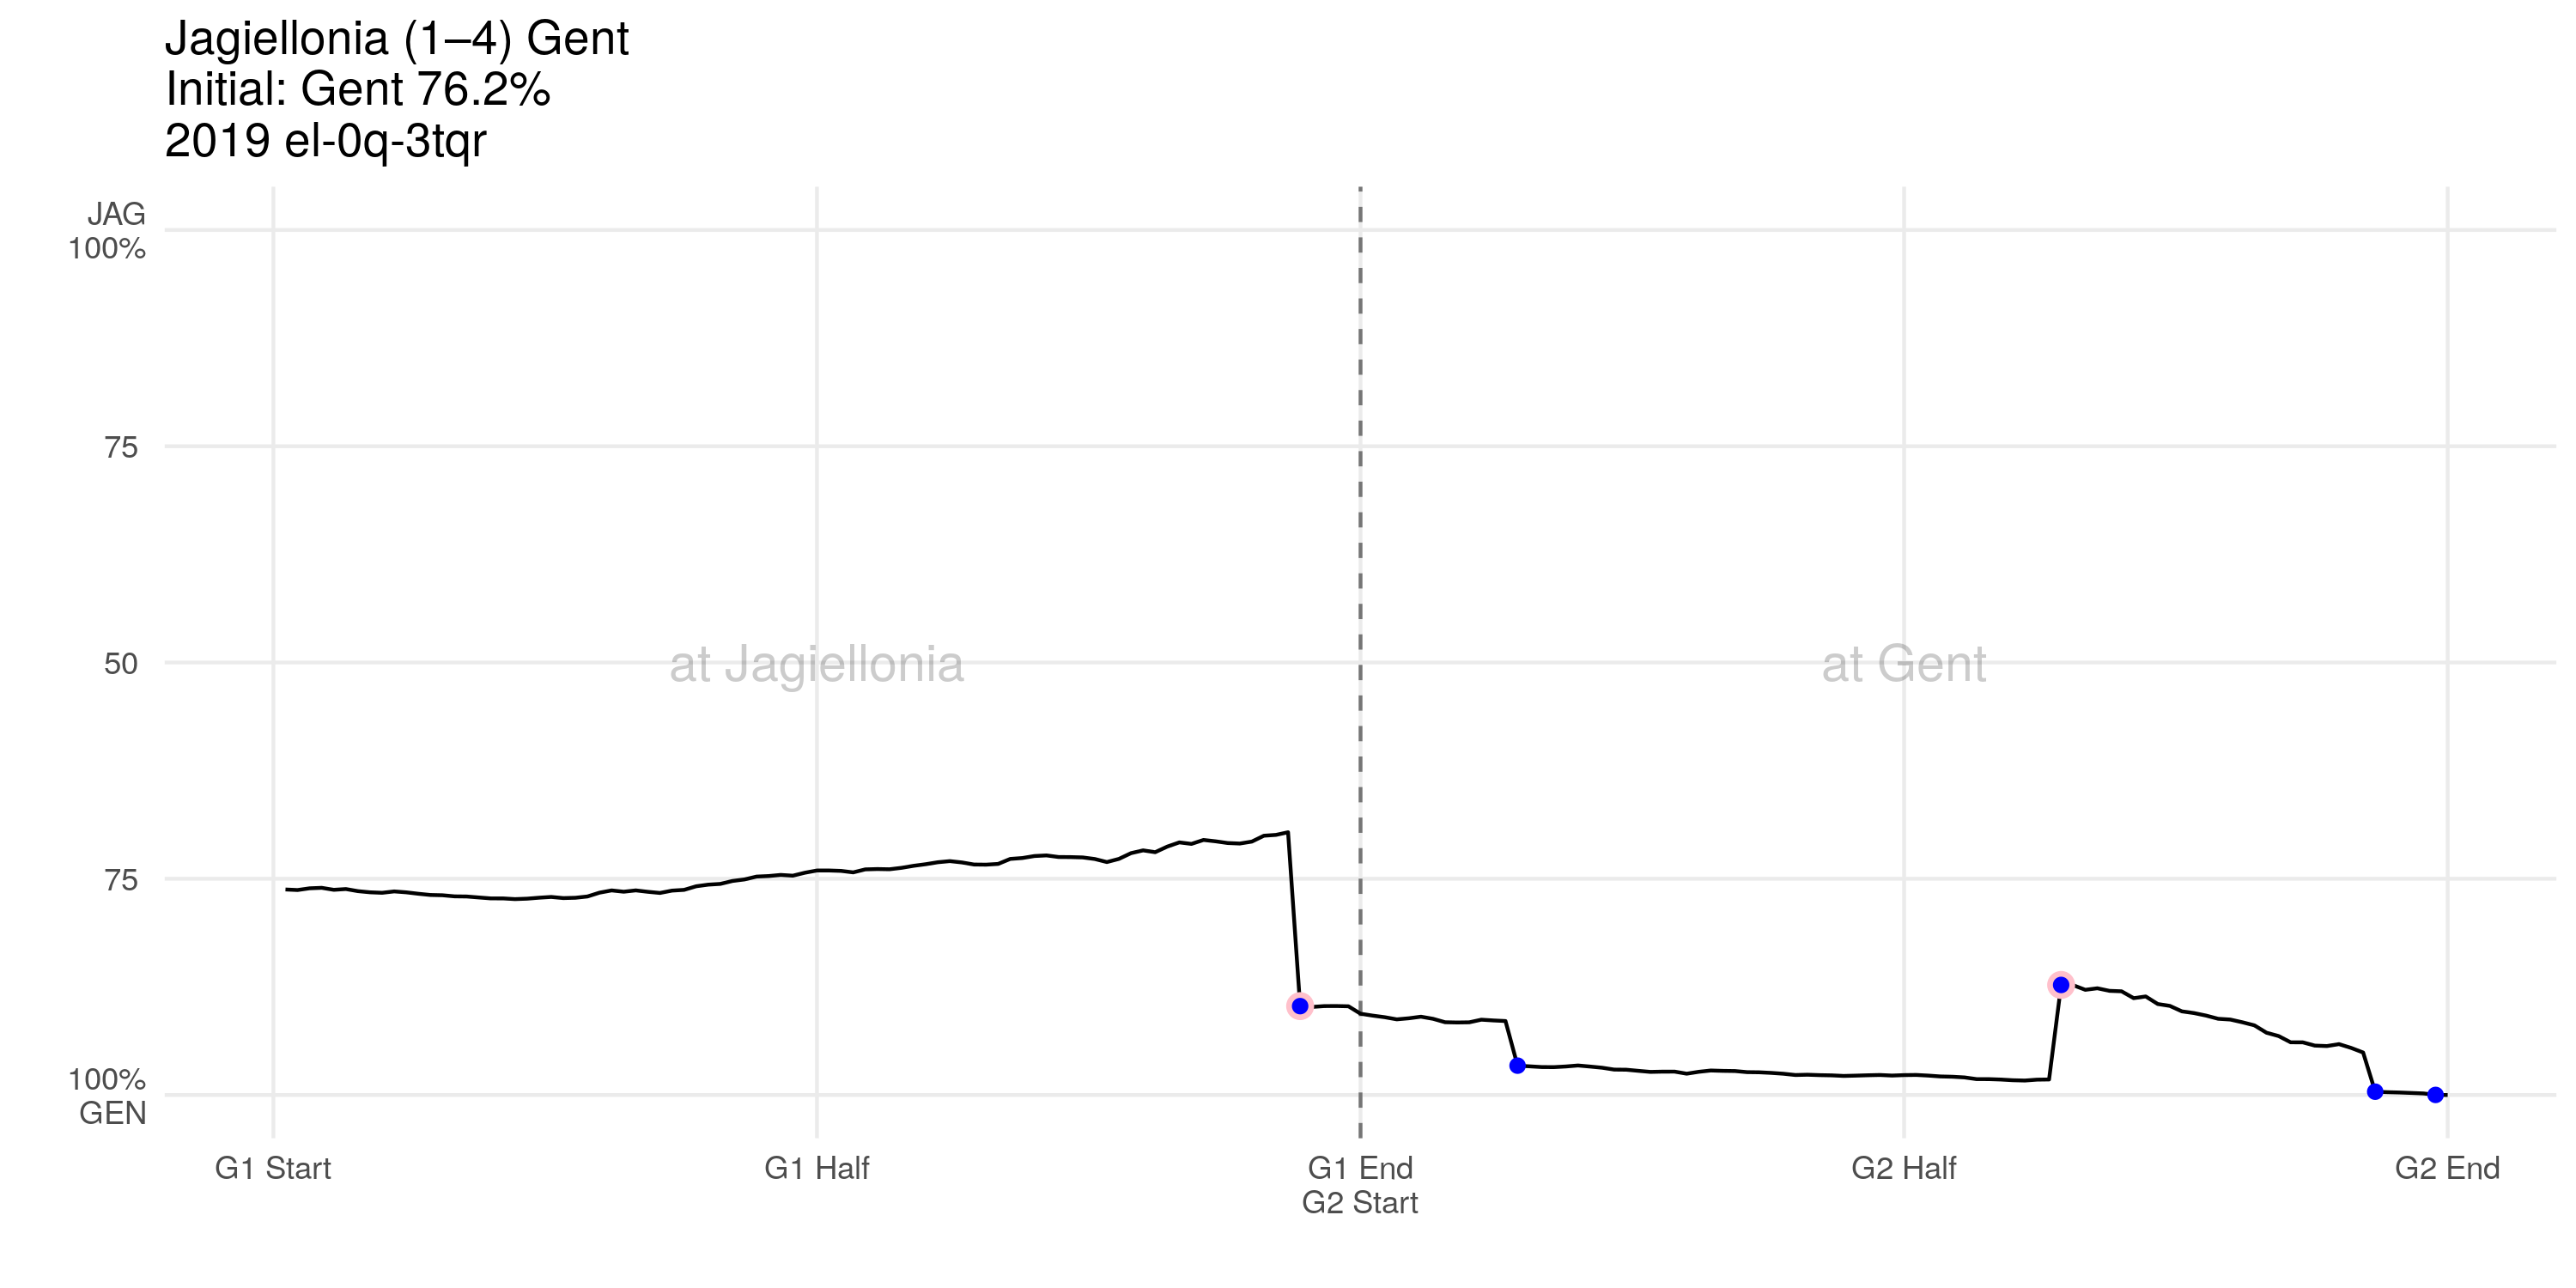 Jagiellonia (1–4) Gent
Initial: Gent 76.2%
2019 el-0q-3tqr
JAG
100%
75
50
75
100%
GEN
at Jagiellonia
at Gent
G1 Start
G1 Half
G1 End
G2 Start
G2 Half
G2 End